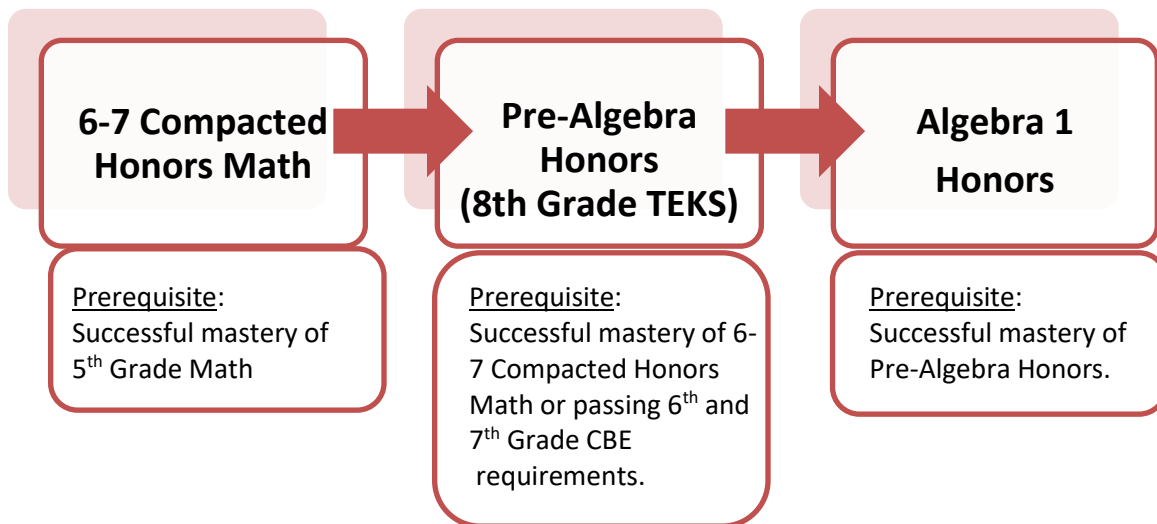 6-7 Compacted
Honors Math
Prerequisite:
Successful mastery of
5th Grade Math
Pre-Algebra
Honors
(8th Grade TEKS)
Prerequisite:
Successful mastery of 6-
7 Compacted Honors
Math or passing 6th and
7th Grade CBE
requirements.
Algebra 1
Honors
Prerequisite:
Successful mastery of
Pre-Algebra Honors.